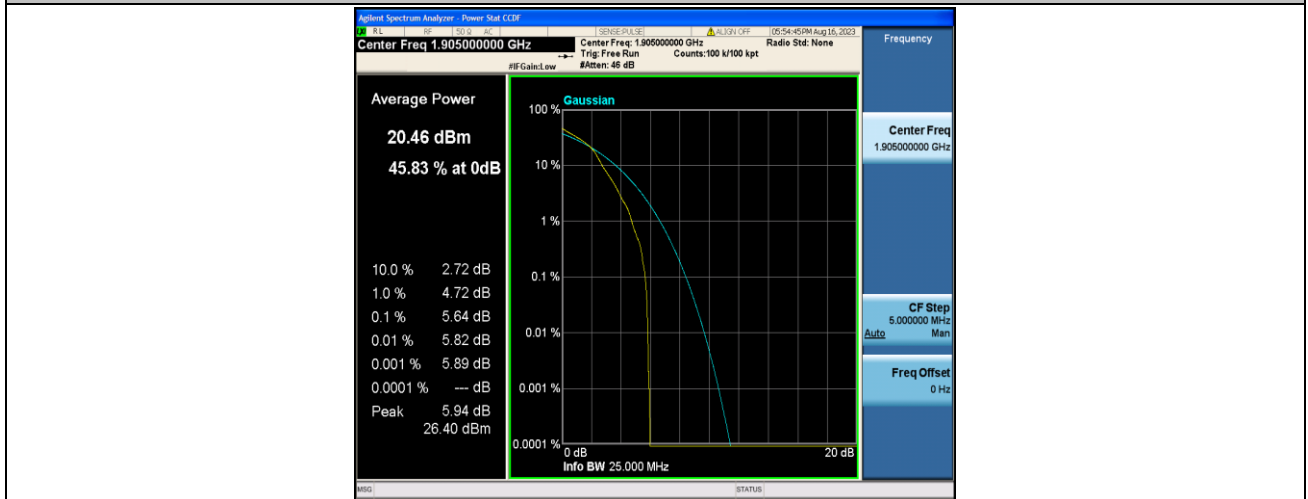 Agilent Spectrum Analyzer - Power Stat CCDF
RL RF 50 Ω AC SENSE:PULSE ALIGN OFF 05:54:45PM Aug 16, 2023
Center Freq 1.905000000 GHz
Center Freq: 1.905000000 GHz Radio Std: None
Trig: Free Run Counts:100 k/100 kpt
#IFGain:Low #Atten: 46 dB
Frequency
Average Power
20.46 dBm
45.83 % at 0dB
10.0 % 2.72 dB
1.0 % 4.72 dB
0.1 % 5.64 dB
0.01 % 5.82 dB
0.001 % 5.89 dB
0.0001 % --- dB
Peak 5.94 dB
26.40 dBm
Gaussian
100 %
10 %
1 %
0.1 %
0.01 %
0.001 %
0.0001 %
0 dB 20 dB
Info BW 25.000 MHz
Center Freq
1.905000000 GHz
CF Step
5.000000 MHz
Auto Man
Freq Offset
0 Hz
MSG STATUS